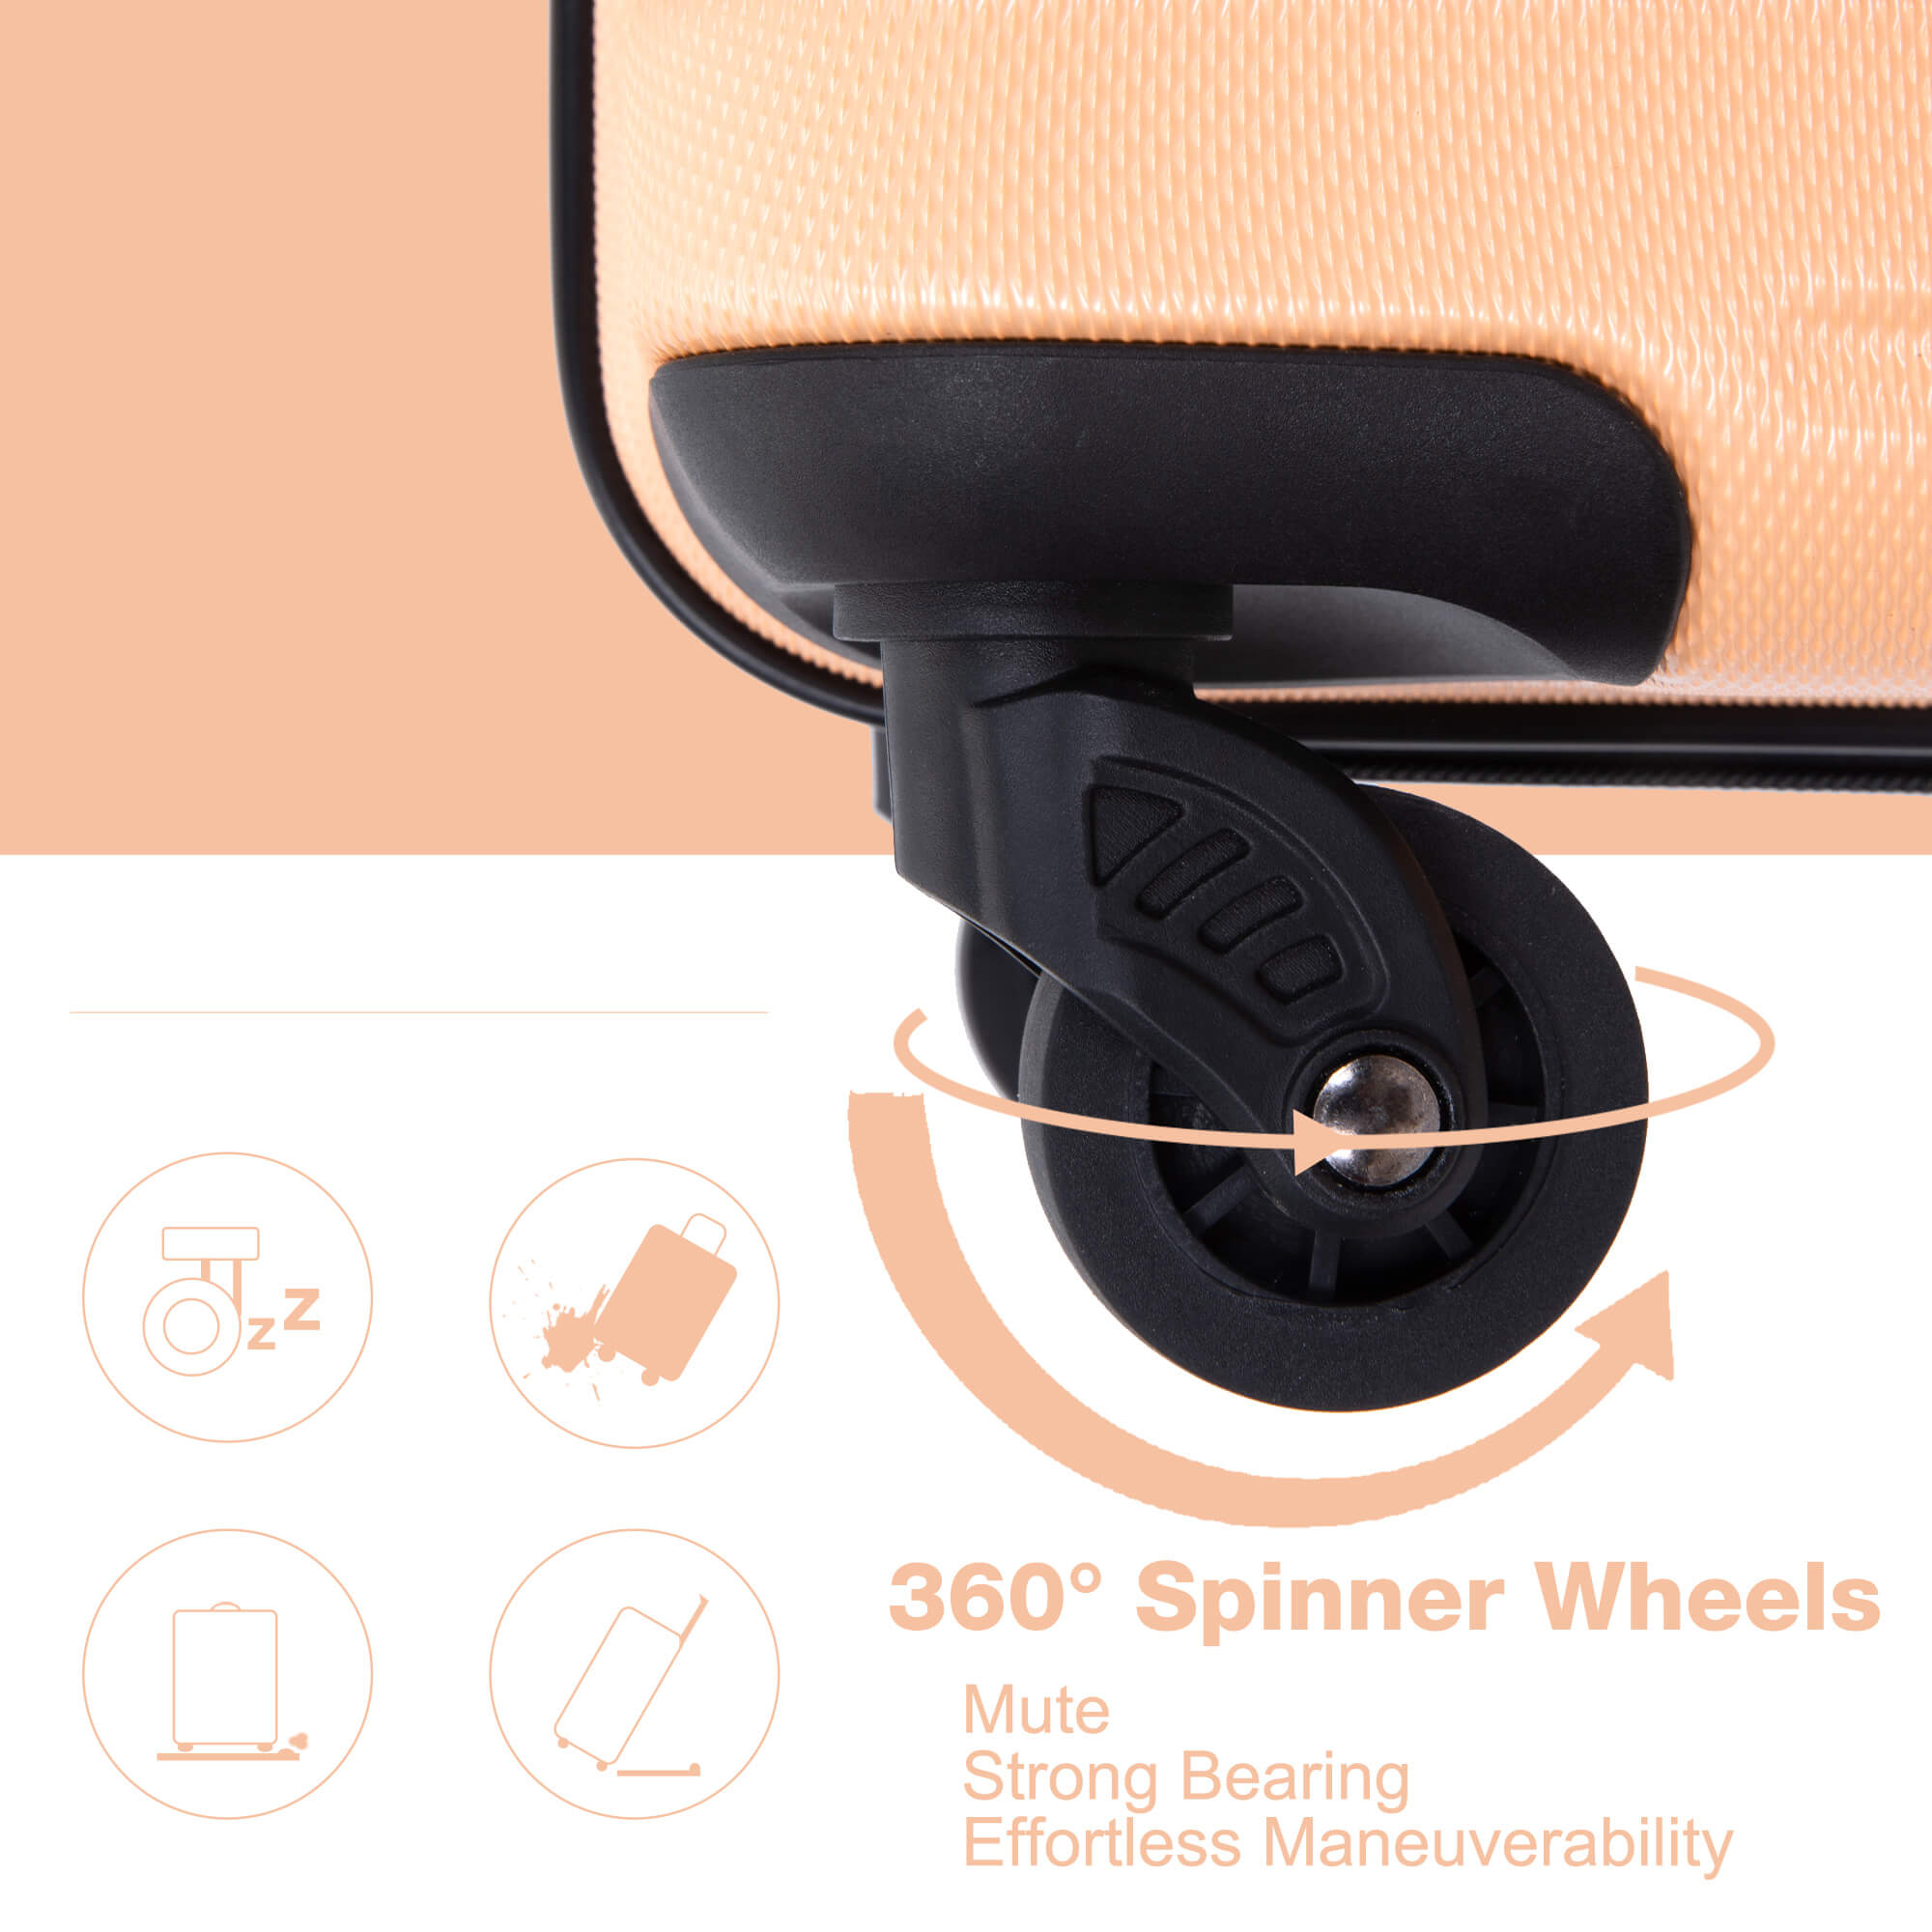 z z
360° Spinner Wheels
Mute
Strong Bearing
Effortless Maneuverability